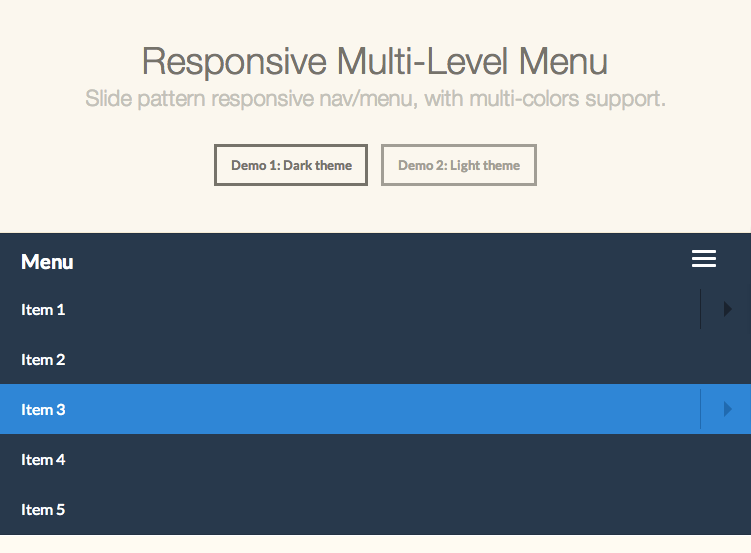 Responsive Multi-Level Menu
Slide pattern responsive nav/menu, with multi-colors support.
Demo 1: Dark theme Demo 2: Light theme
Menu
Item 1
Item 2
Item 3
Item 4
Item 5